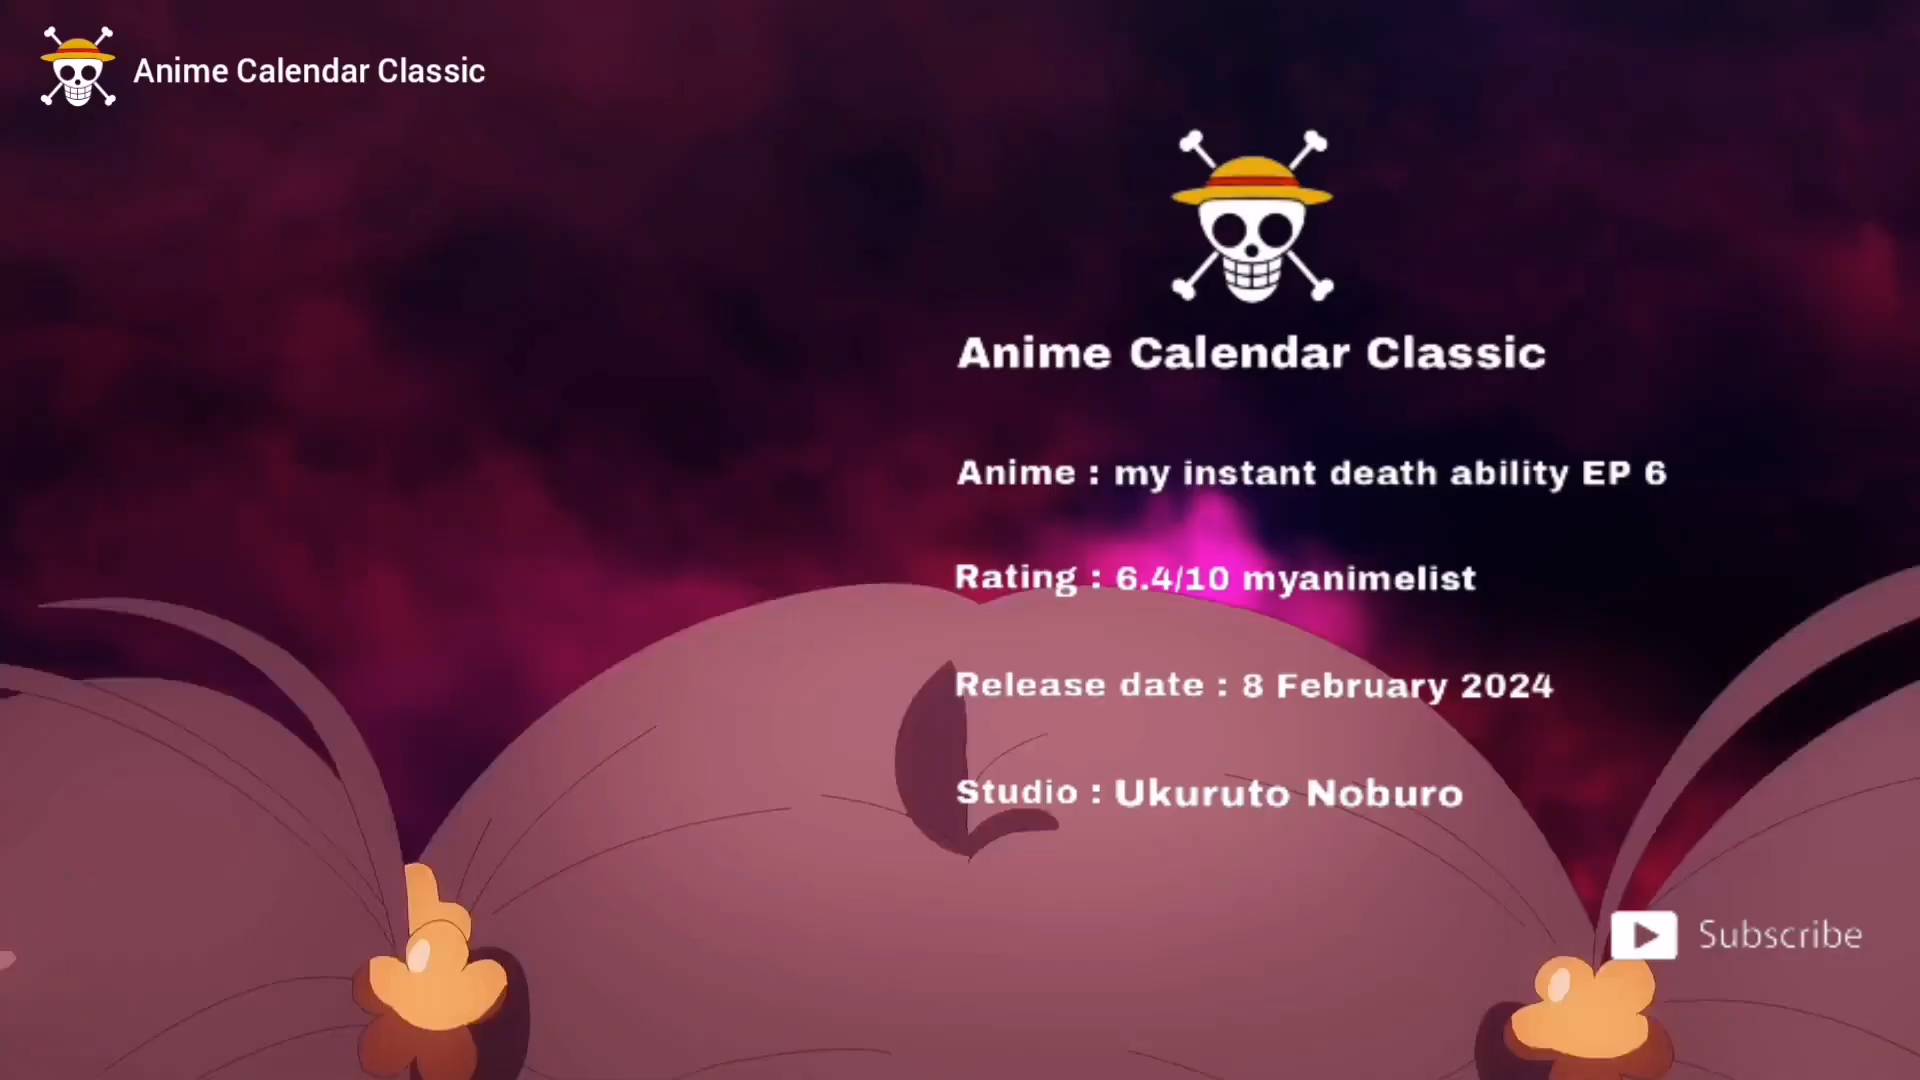 Anime Calendar Classic
Anime Calendar Classic
Anime : my instant death ability EP 6
Rating : 6.4/10 myanimelist
Release date : 8 February 2024
Studio : Ukuruto Noburo
Subscribe